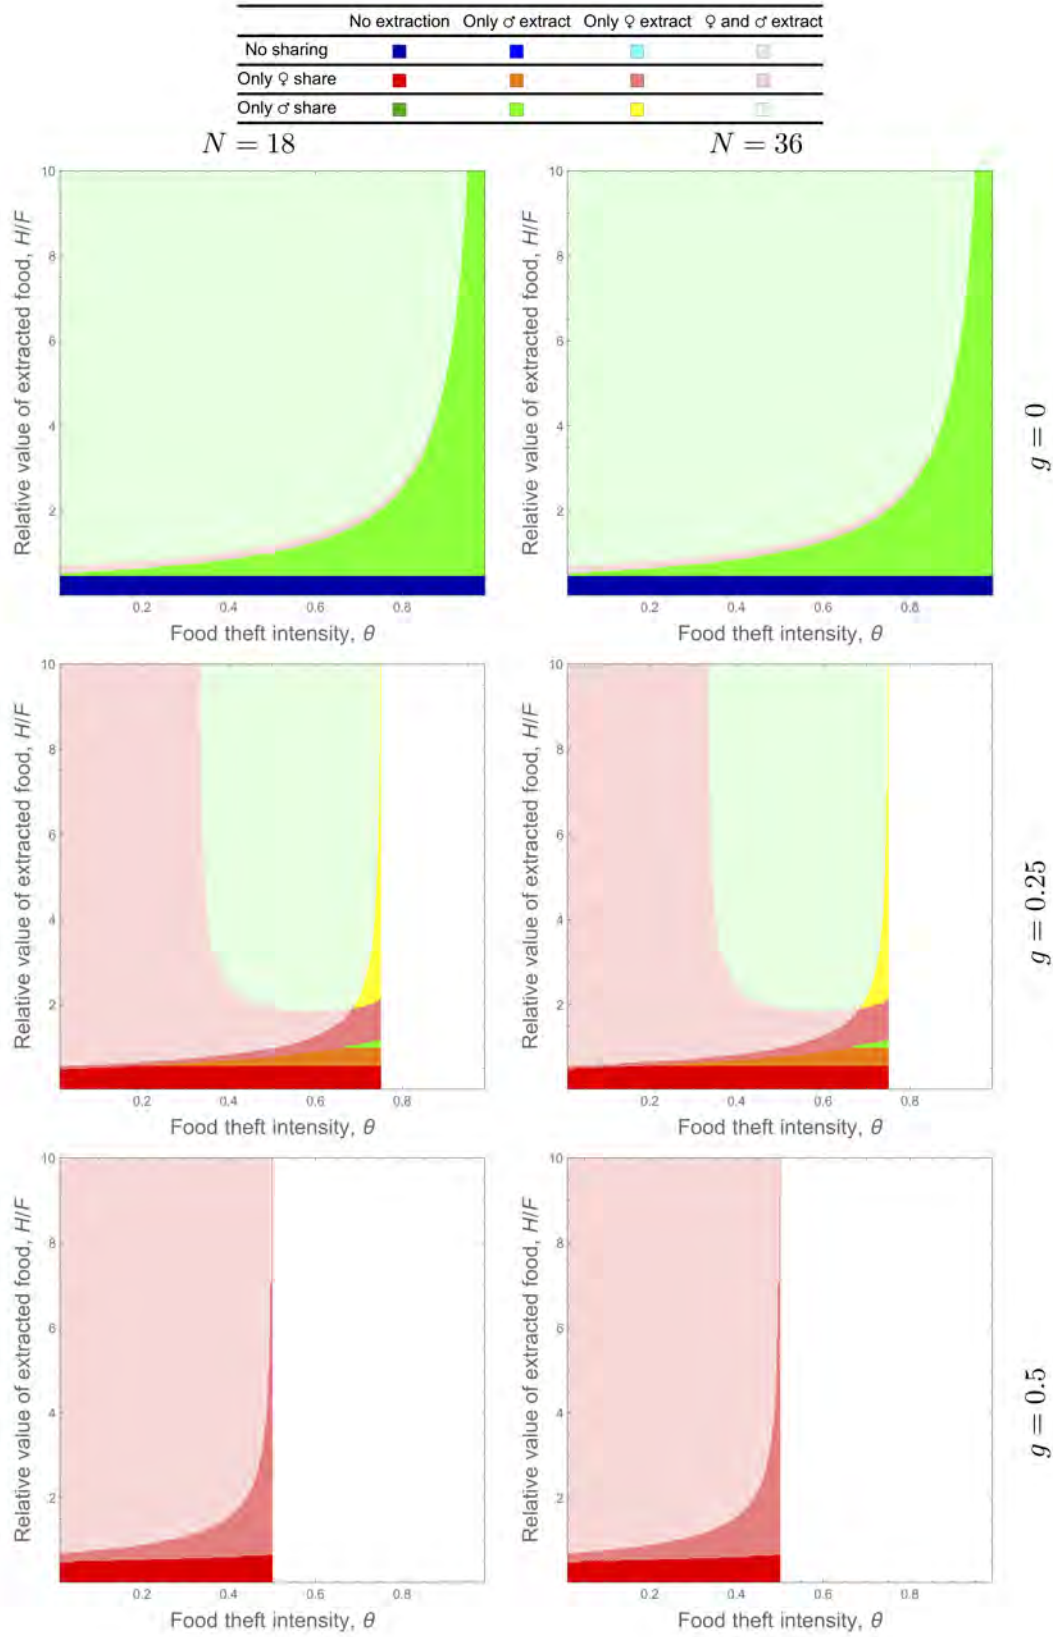 No extraction Only ♂ extract Only ♀ extract ♀ and ♂ extract
No sharing
Only ♀ share
Only ♂ share
N = 18 N = 36
10 10
8 8
6 6
4 4
2 2
Relative value of extracted food, H/F Relative value of extracted food, H/F
g = 0
0.2 0.4 0.6 0.8 0.2 0.4 0.6 0.8
Food theft intensity, θ Food theft intensity, θ
10 10
8 8
6 6
4 4
2 2
Relative value of extracted food, H/F Relative value of extracted food, H/F
g = 0.25
0.2 0.4 0.6 0.8 0.2 0.4 0.6 0.8
Food theft intensity, θ Food theft intensity, θ
10 10
8 8
6 6
4 4
2 2
Relative value of extracted food, H/F Relative value of extracted food, H/F
g = 0.5
0.2 0.4 0.6 0.8 0.2 0.4 0.6 0.8
Food theft intensity, θ Food theft intensity, θ